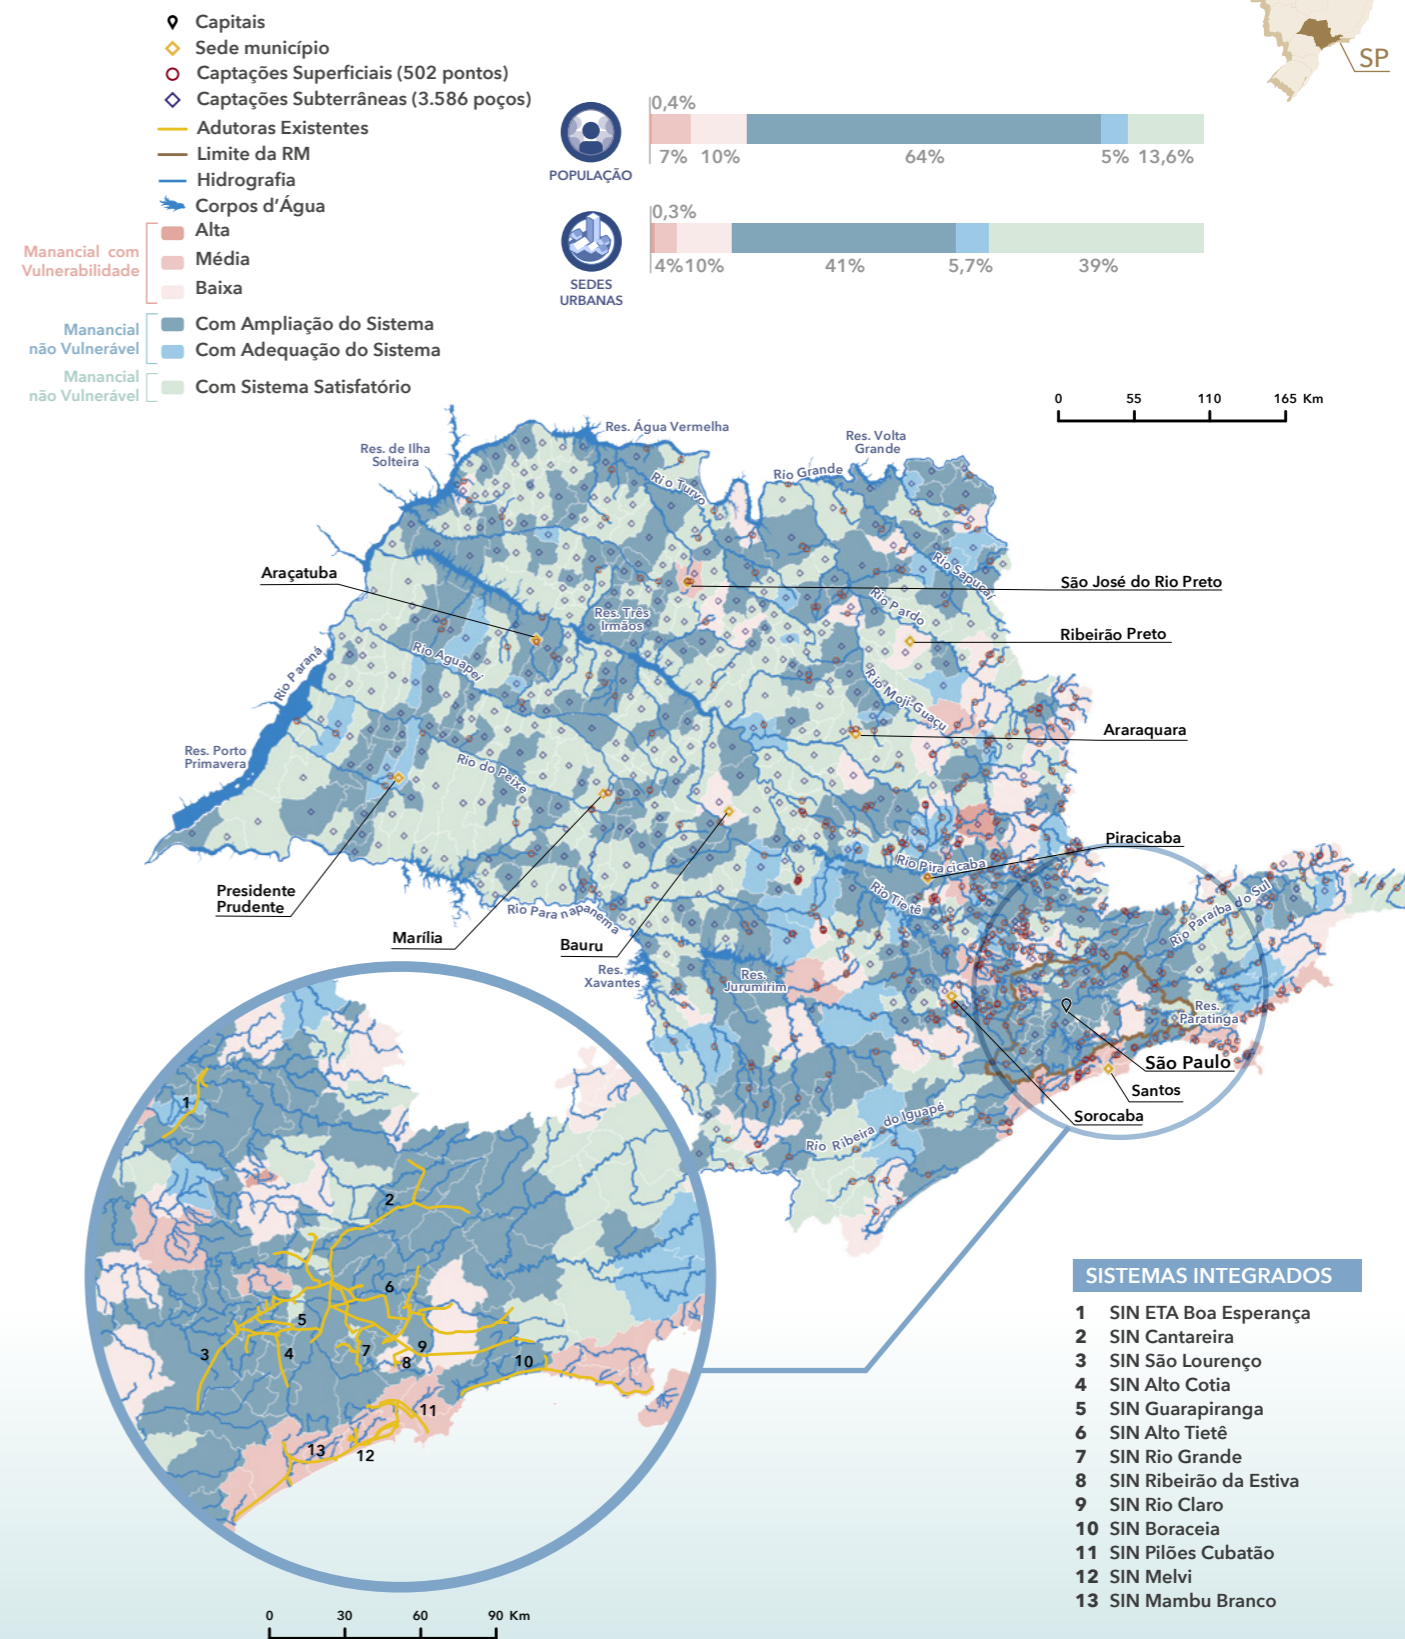 SP
Capitais
Sede município
Captações Superficiais (502 pontos)
Captações Subterrâneas (3.586 poços)
Adutoras Existentes
Limite da RM
Hidrografia
Corpos d'Água
Manancial com
Vulnerabilidade
Alta
Média
Baixa
Manancial
não Vulnerável
Com Ampliação do Sistema
Com Adequação do Sistema
Manancial
não Vulnerável
Com Sistema Satisfatório
POPULAÇÃO
0,4%
7% 10% 64% 5% 13,6%
SEDES
URBANAS
0,3%
4% 10% 41% 5,7% 39%
0 55 110 165 Km
Res. Água Vermelha
Res. de Ilha
Solteira
Res. Volta
Grande
Rio Grande
Rio Turvo
Araçatuba
Rio Sapucaí
São José do Rio Preto
Rio Pardo
Res. Três
Irmãos
Ribeirão Preto
Rio Aguapeí
Rio Paraná
Rio Moji-Guaçu
Araraquara
Res. Porto
Primavera
Rio do Peixe
Piracicaba
Rio Piracicaba
Presidente
Prudente
Rio Tietê
Rio Paranapanema
Rio Paraíba do Sul
Marília
Bauru
Res.
Xavantes
Res.
Jurumirim
Res.
Paratinga
São Paulo
Santos
Sorocaba
Rio Ribeira do Iguapé
1
2
6
5
3
4
7
9
8
10
11
13
12
0 30 60 90 Km
SISTEMAS INTEGRADOS
1 SIN ETA Boa Esperança
2 SIN Cantareira
3 SIN São Lourenço
4 SIN Alto Cotia
5 SIN Guarapiranga
6 SIN Alto Tietê
7 SIN Rio Grande
8 SIN Ribeirão da Estiva
9 SIN Rio Claro
10 SIN Boraceia
11 SIN Pilões Cubatão
12 SIN Melvi
13 SIN Mambu Branco